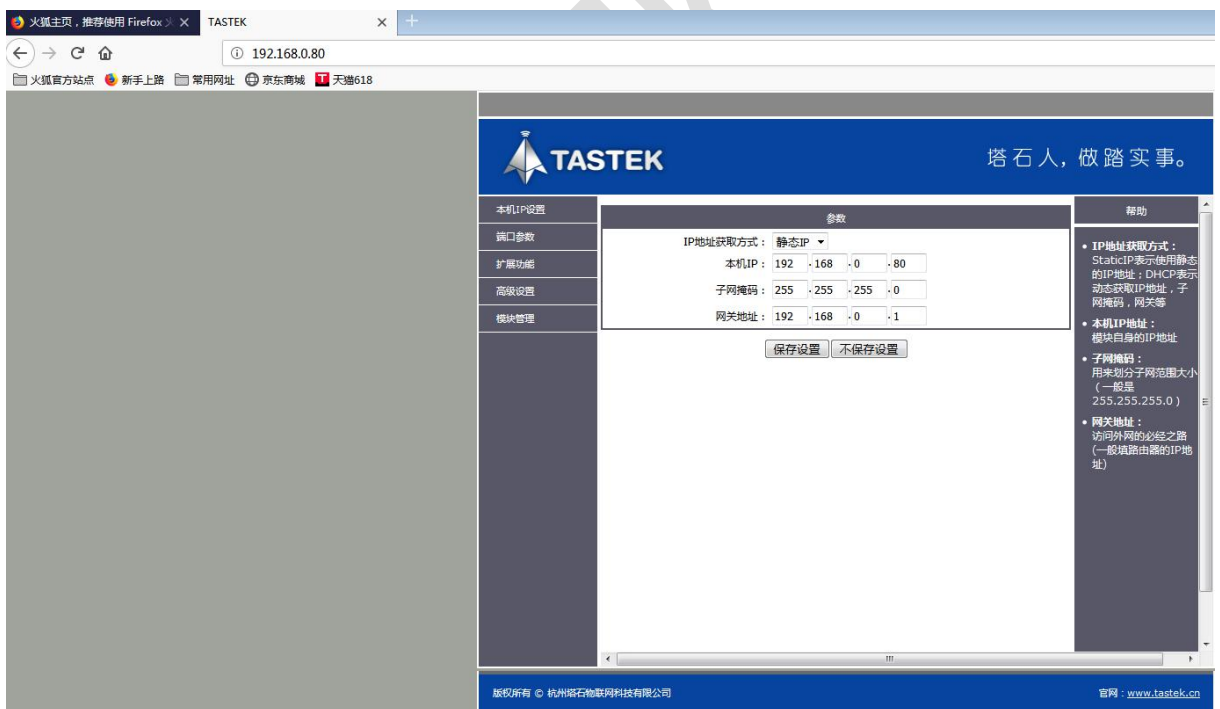 火狐主页，推荐使用 Firefox 火
TASTEK
192.168.0.80
火狐官方站点 新手上路 常用网址 京东商城 天猫618
TASTEK
塔石人，做踏实事。
本机IP设置
端口参数
扩展功能
高级设置
模块管理
参数
IP地址获取方式： 静态IP
本机IP： 192 . 168 . 0 . 80
子网掩码： 255 . 255 . 255 . 0
网关地址： 192 . 168 . 0 . 1
保存设置 不保存设置
帮助
• IP地址获取方式：
StaticIP表示使用静态
的IP地址；DHCP表示
动态获取IP地址，子
网掩码，网关等
• 本机IP地址：
模块自身的IP地址
• 子网掩码：
用来划分子网范围大小
（一般是
255.255.255.0）
• 网关地址：
访问外网的必经之路
(一般填路由器的IP地
址)
版权所有 © 杭州塔石物联网科技有限公司
官网：www.tastek.cn